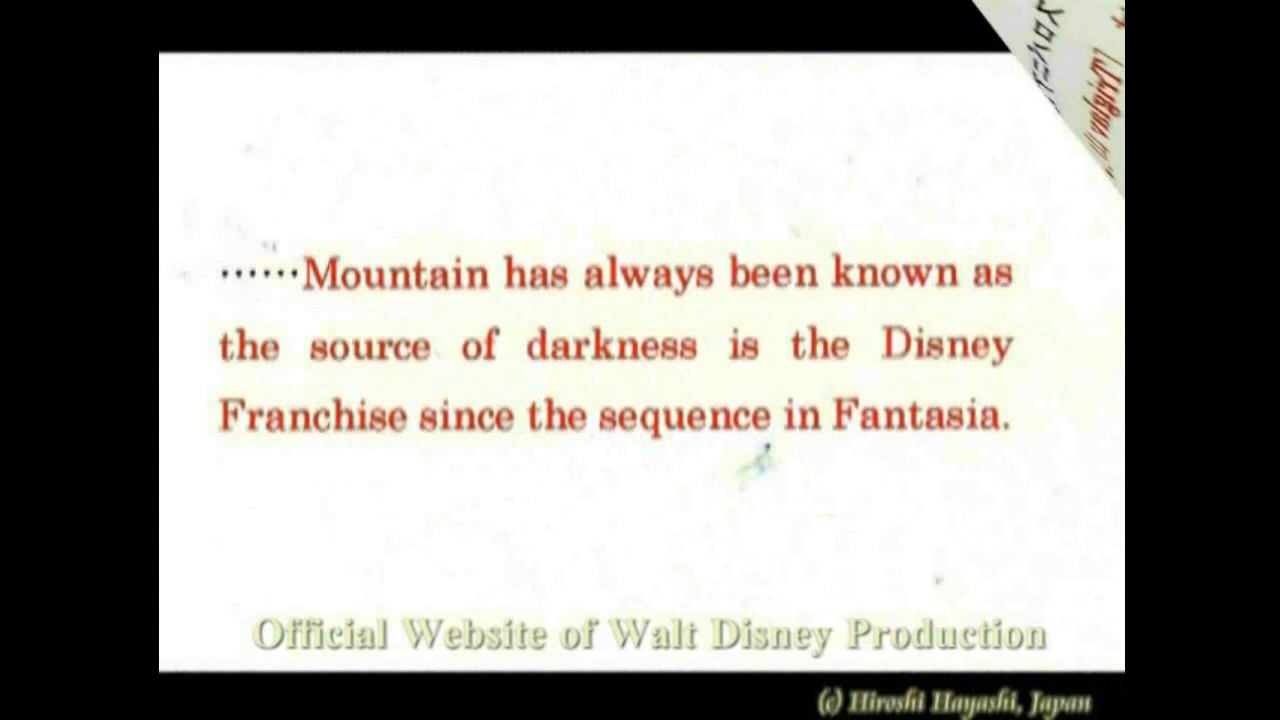 ······Mountain has always been known as
the source of darkness is the Disney
Franchise since the sequence in Fantasia.
Official Website of Walt Disney Production
(c) Hiroshi Hayashi, Japan